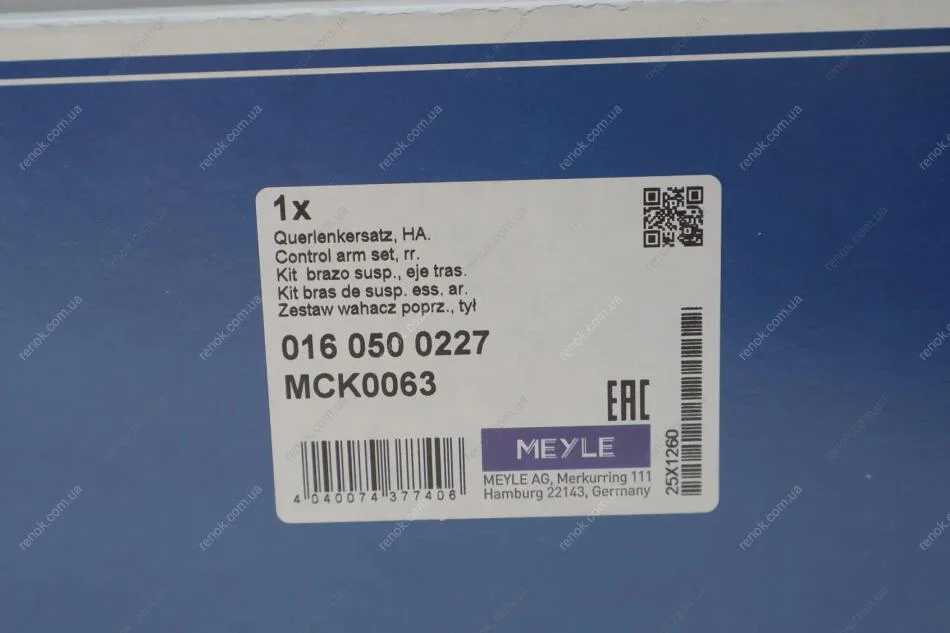 1x
Querlenkersatz, HA.
Control arm set, rr.
Kit brazo susp., eje tras.
Kit bras de susp. ess. ar.
Zestaw wahacz poprz., tył
016 050 0227
MCK0063
EAC
MEYLE
MEYLE AG, Merkurring 111
Hamburg 22143, Germany
4 040074 377406
25X1260
renok.com.ua